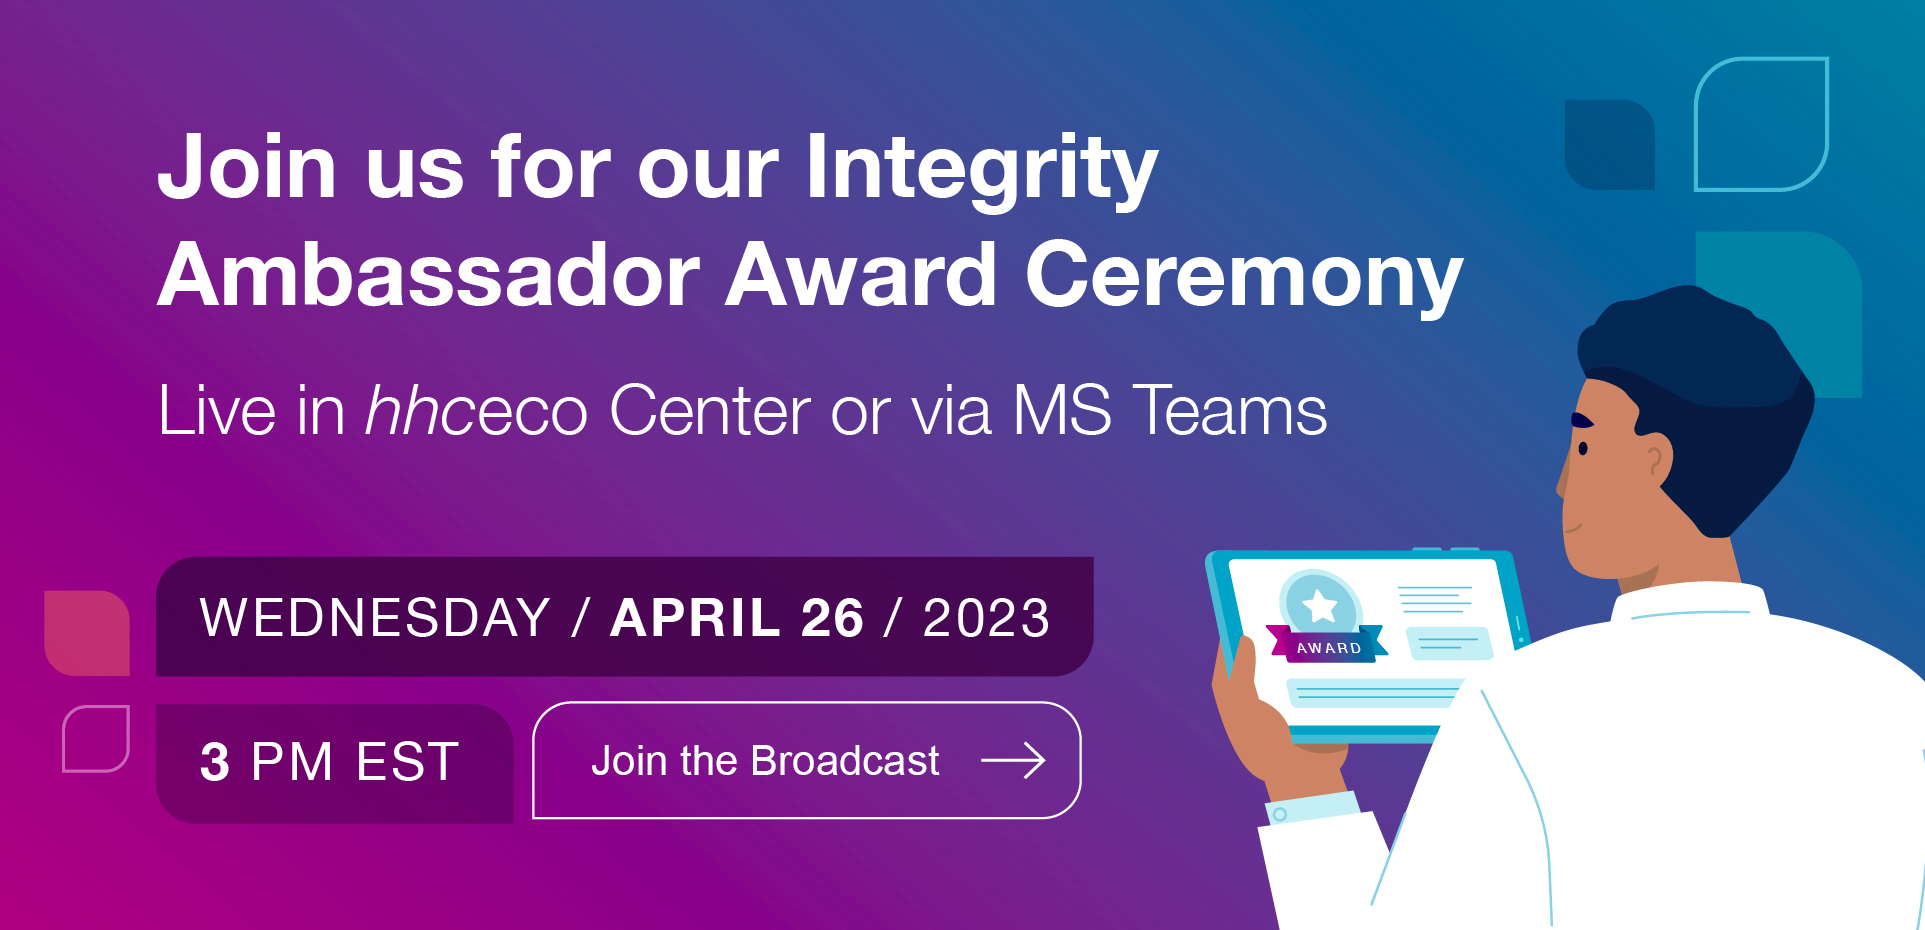 Join us for our Integrity
Ambassador Award Ceremony
Live in hhceco Center or via MS Teams
WEDNESDAY / APRIL 26 / 2023
3 PM EST
Join the Broadcast
AWARD